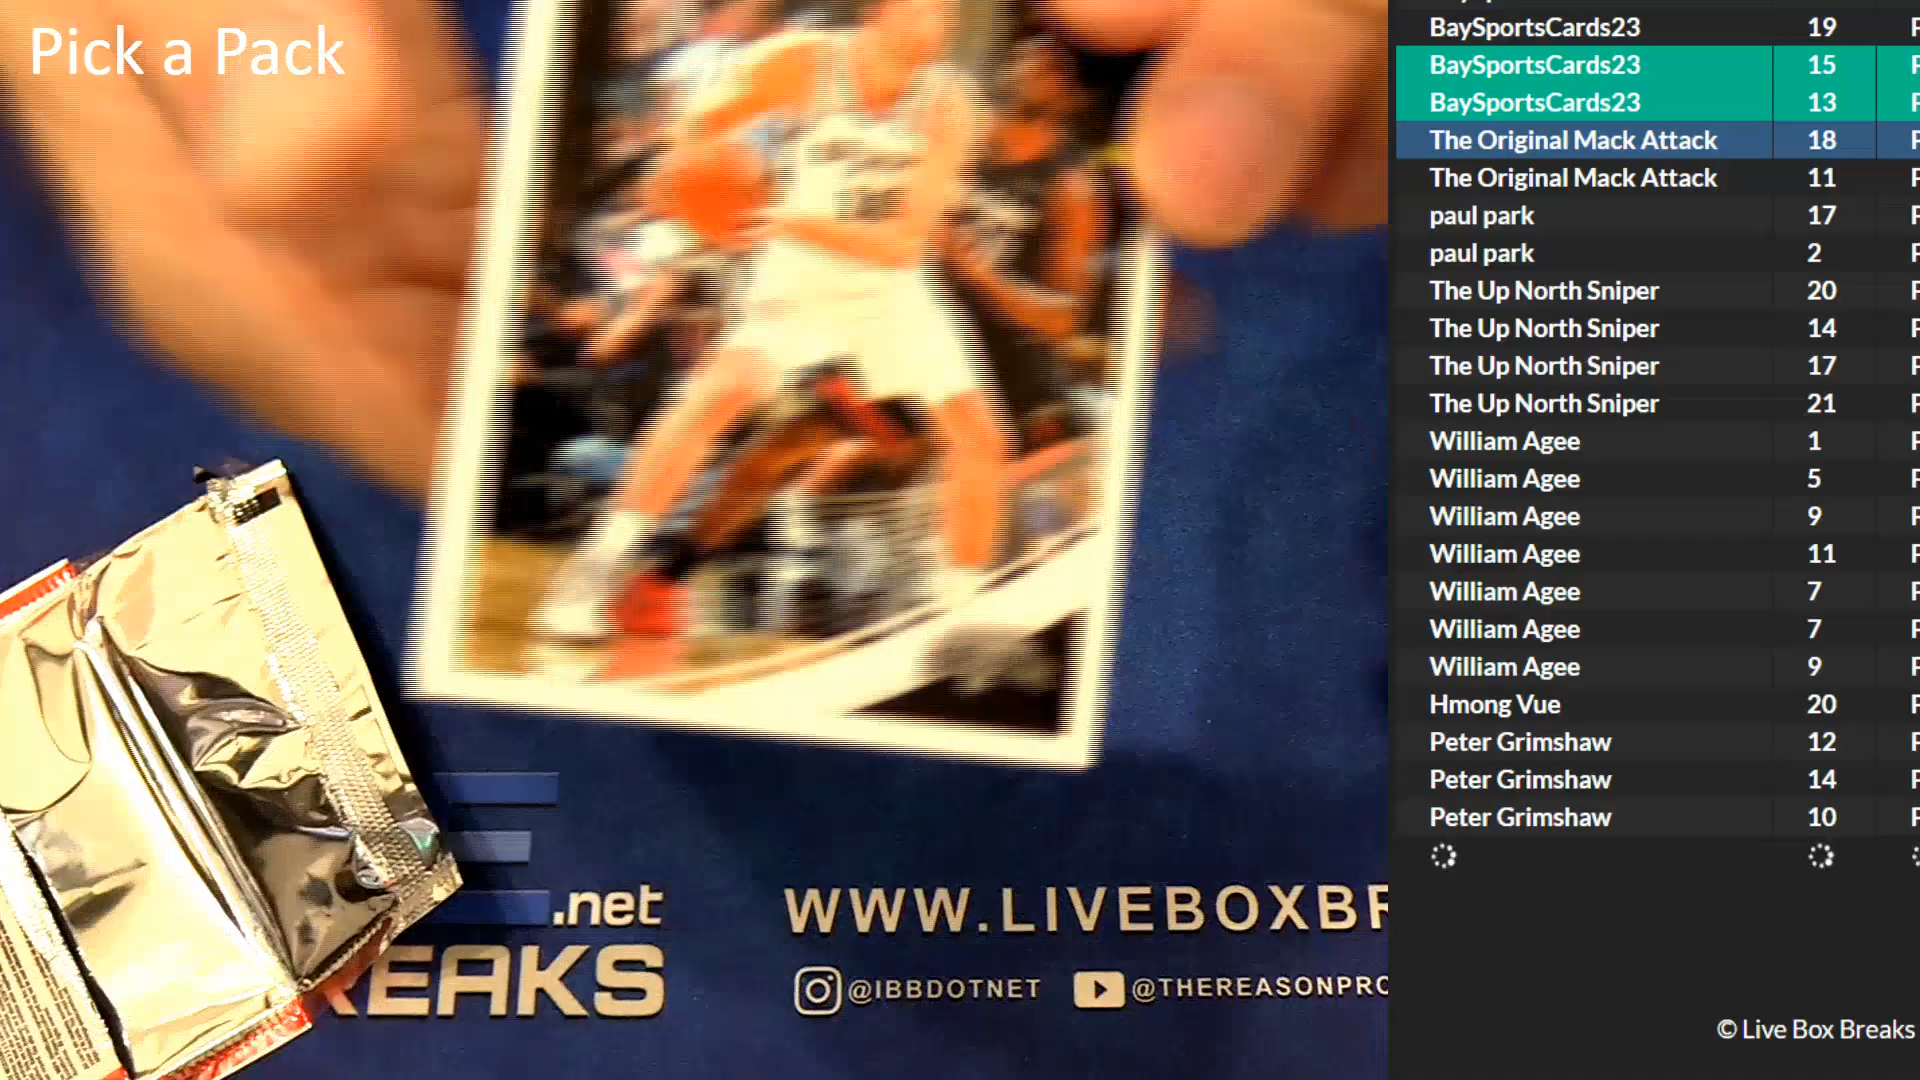 Pick a Pack
BaySportsCards23 19
BaySportsCards23 15
BaySportsCards23 13
The Original Mack Attack 18
The Original Mack Attack 11
paul park 17
paul park 2
The Up North Sniper 20
The Up North Sniper 14
The Up North Sniper 17
The Up North Sniper 21
William Agee 1
William Agee 5
William Agee 9
William Agee 11
William Agee 7
William Agee 7
William Agee 9
Hmong Vue 20
Peter Grimshaw 12
Peter Grimshaw 14
Peter Grimshaw 10
.net
REAKS
WWW.LIVEBOXBR
@IBBDOTNET
@THEREASONPRO
© Live Box Breaks